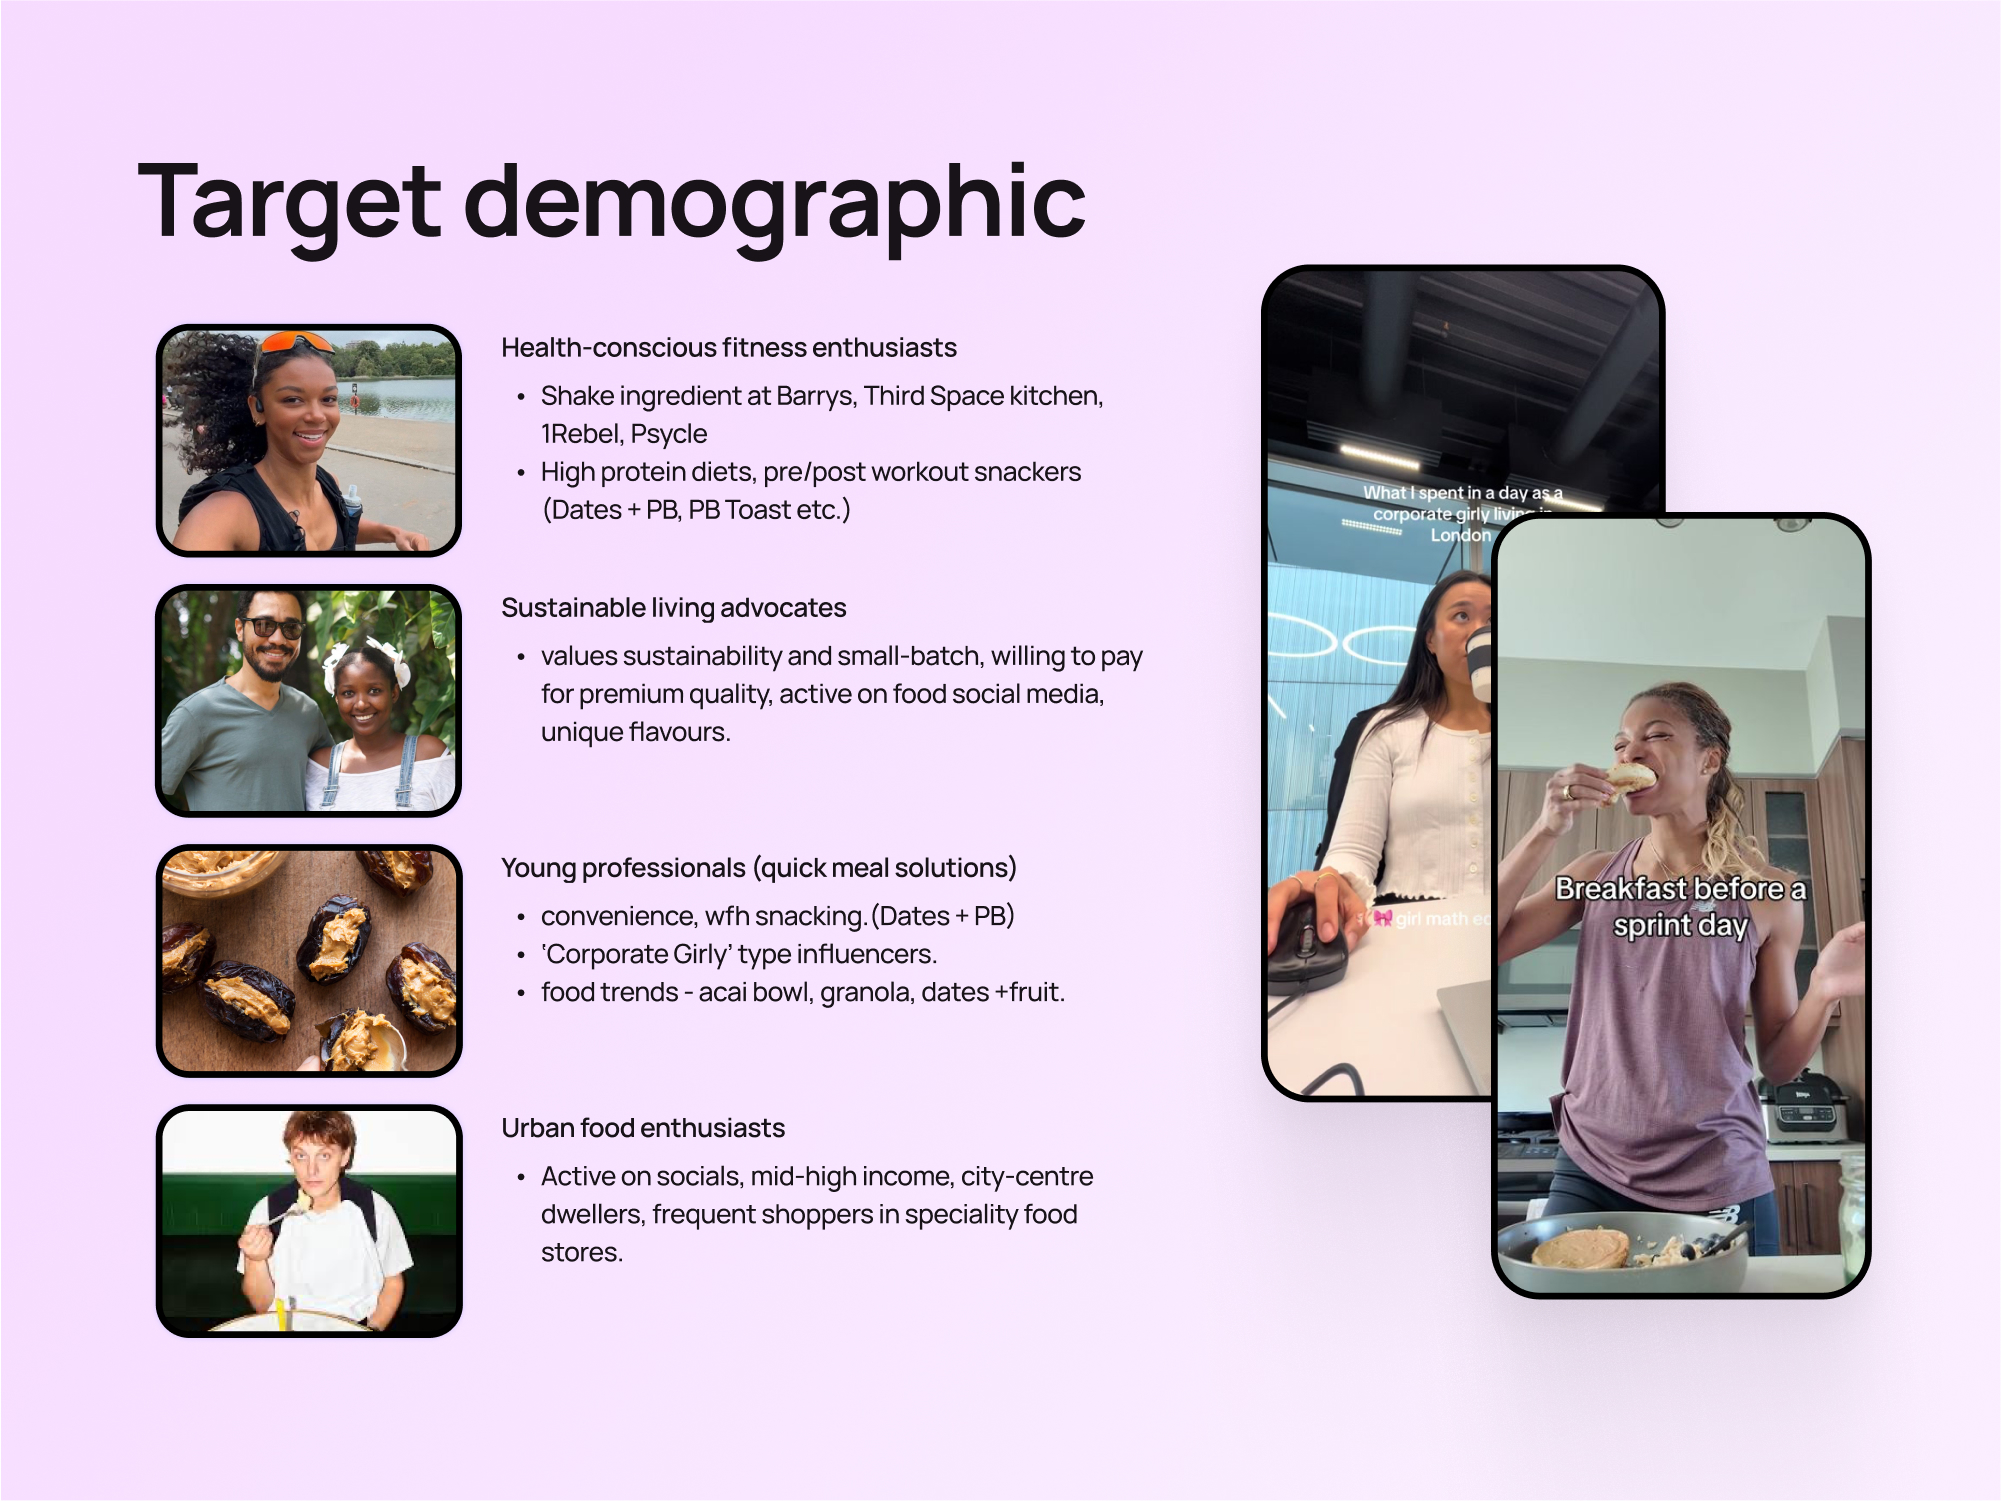 Target demographic
Health-conscious fitness enthusiasts
• Shake ingredient at Barrys, Third Space kitchen,
1Rebel, Psycle
• High protein diets, pre/post workout snackers
(Dates + PB, PB Toast etc.)
Sustainable living advocates
• values sustainability and small-batch, willing to pay
for premium quality, active on food social media,
unique flavours.
Young professionals (quick meal solutions)
• convenience, wfh snacking.(Dates + PB)
• ‘Corporate Girly’ type influencers.
• food trends - acai bowl, granola, dates +fruit.
Urban food enthusiasts
• Active on socials, mid-high income, city-centre
dwellers, frequent shoppers in speciality food
stores.
What I spent in a day as a
corporate girly living in
London
🎀 girl math
Breakfast before a
sprint day